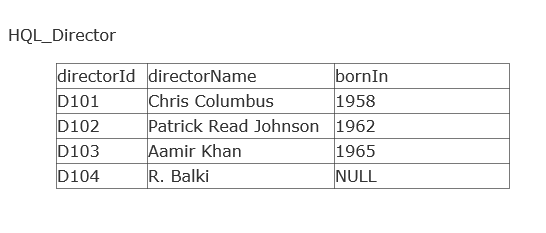 HQL_Director
directorId directorName bornIn
D101 Chris Columbus 1958
D102 Patrick Read Johnson 1962
D103 Aamir Khan 1965
D104 R. Balki NULL